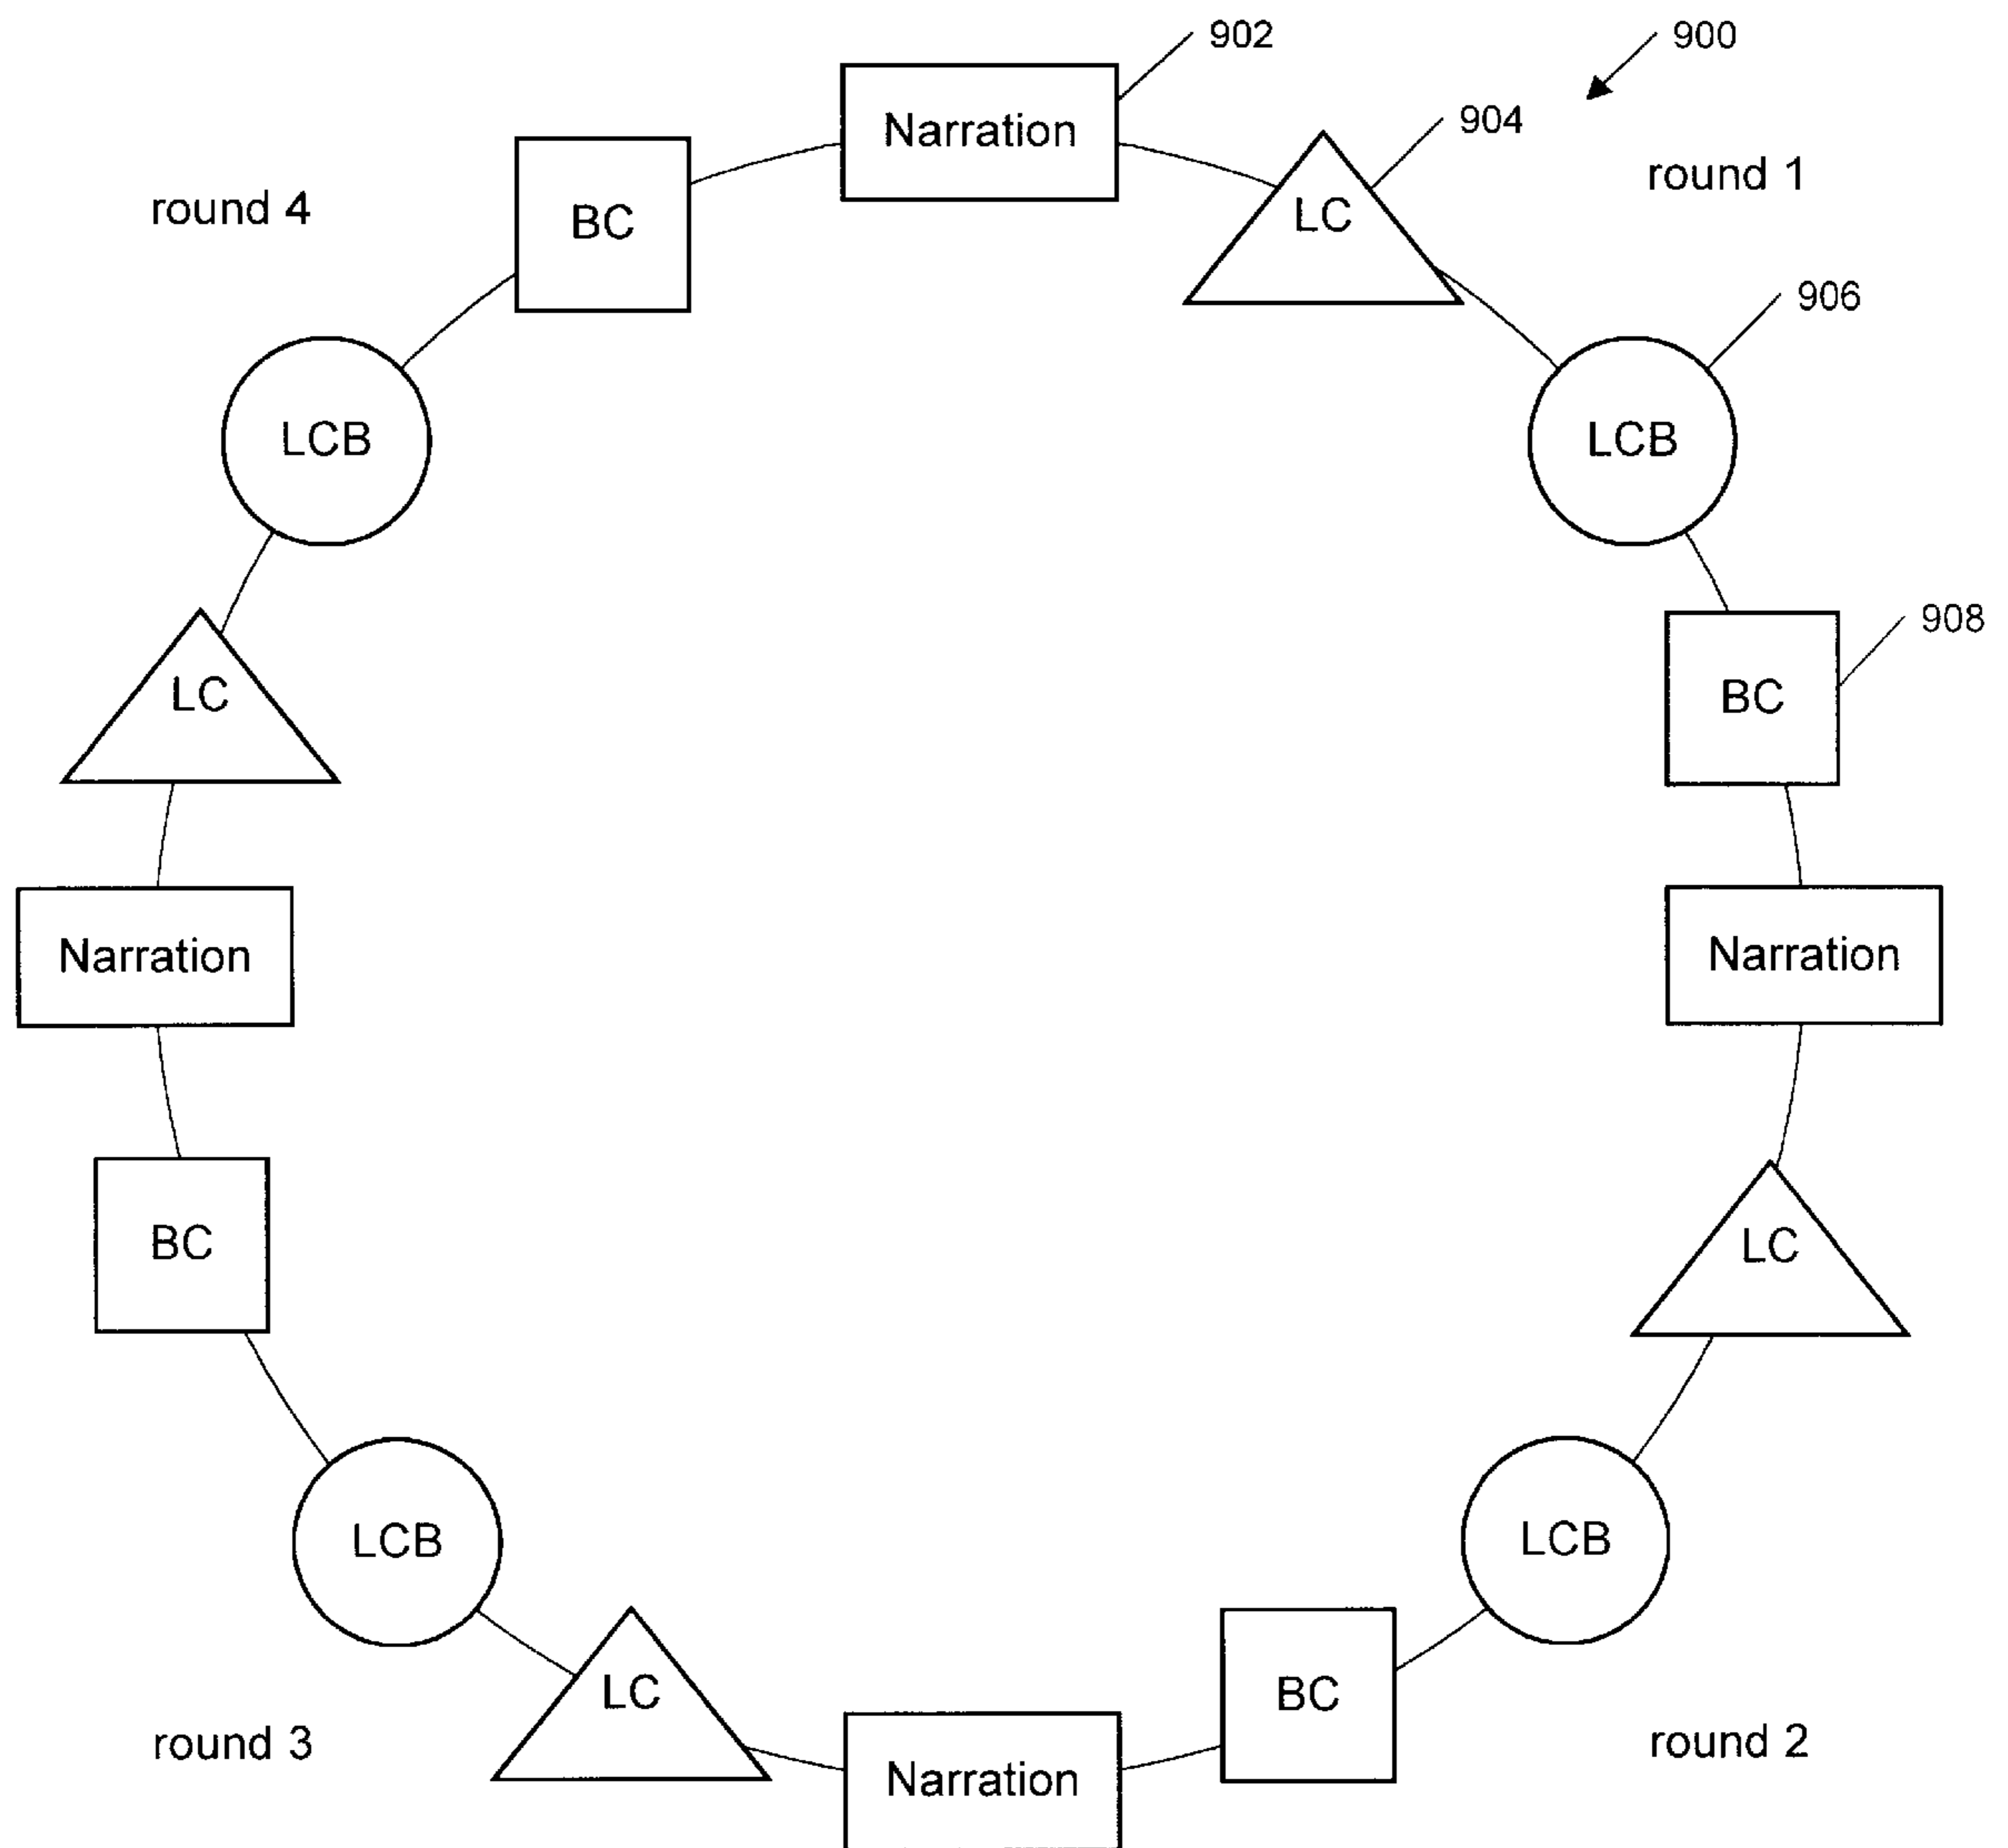 902
900
Narration
904
LC
round 1
round 4
BC
906
LCB
LCB
908
BC
LC
Narration
Narration
BC
LC
LCB
LCB
LC
BC
round 3
round 2
Narration